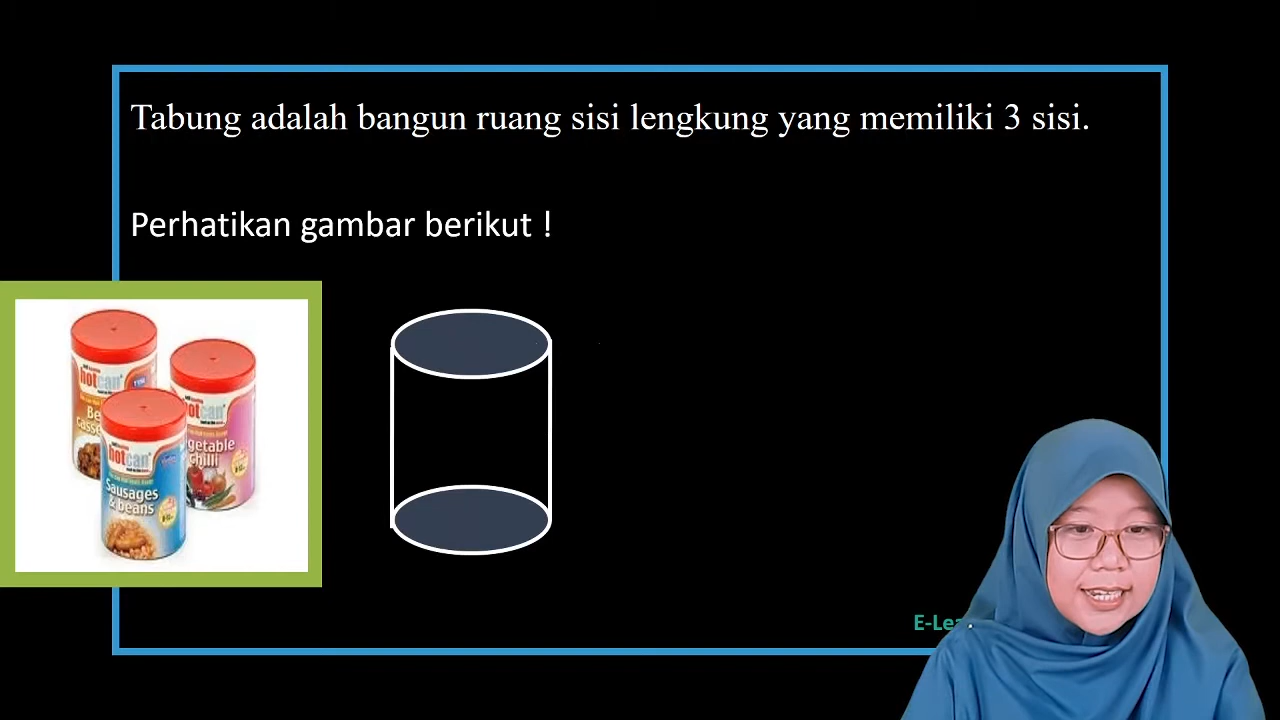 Tabung adalah bangun ruang sisi lengkung yang memiliki 3 sisi.
Perhatikan gambar berikut !
hotcan
hotcan
Vegetable
Chilli
hotcan
Sausages
& beans